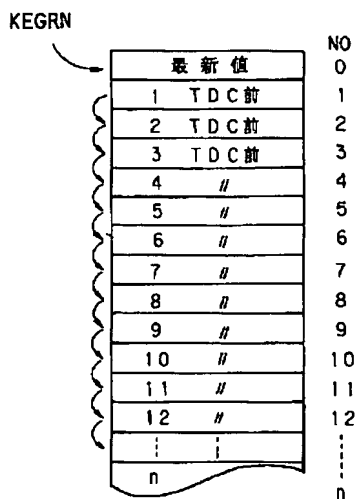 KEGRN
NO
最新値 0
1 TDC前 1
2 TDC前 2
3 TDC前 3
4 〃 4
5 〃 5
6 〃 6
7 〃 7
8 〃 8
9 〃 9
10 〃 10
11 〃 11
12 〃 12
n
n